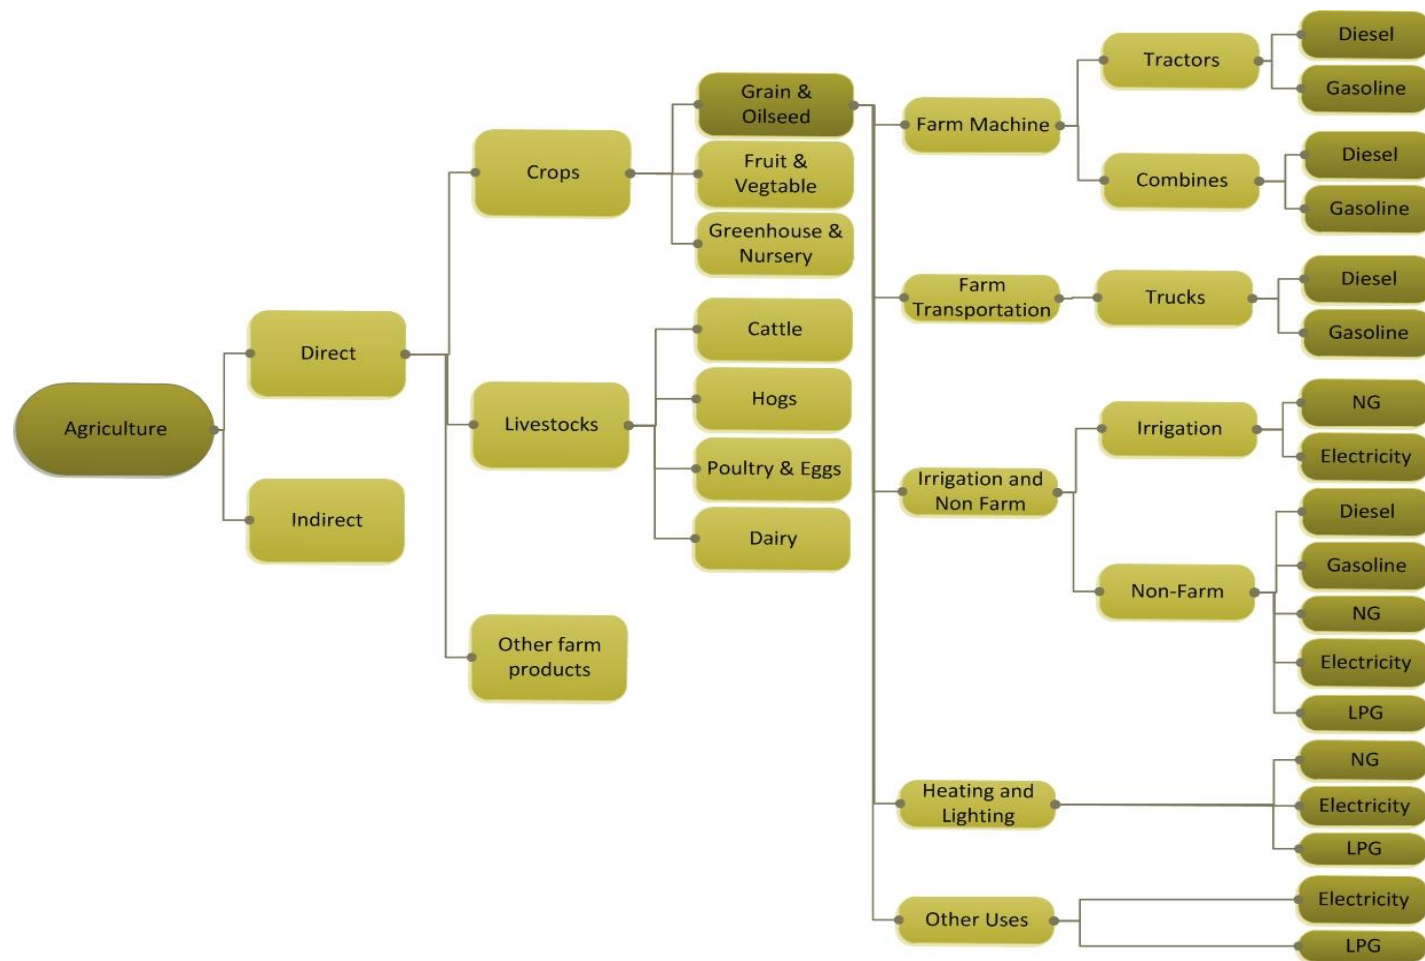 Agriculture
Direct
Indirect
Crops
Livestocks
Other farm
products
Grain &
Oilseed
Fruit &
Vegtable
Greenhouse &
Nursery
Cattle
Hogs
Poultry & Eggs
Dairy
Farm Machine
Farm
Transportation
Irrigation and
Non Farm
Heating and
Lighting
Other Uses
Tractors
Combines
Trucks
Irrigation
Non-Farm
Diesel
Gasoline
Diesel
Gasoline
Diesel
Gasoline
NG
Electricity
Diesel
Gasoline
NG
Electricity
LPG
NG
Electricity
LPG
Electricity
LPG